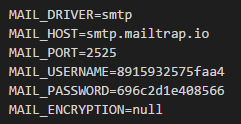 MAIL_DRIVER=smtp
MAIL_HOST=smtp.mailtrap.io
MAIL_PORT=2525
MAIL_USERNAME=8915932575faa4
MAIL_PASSWORD=696c2d1e408566
MAIL_ENCRYPTION=null